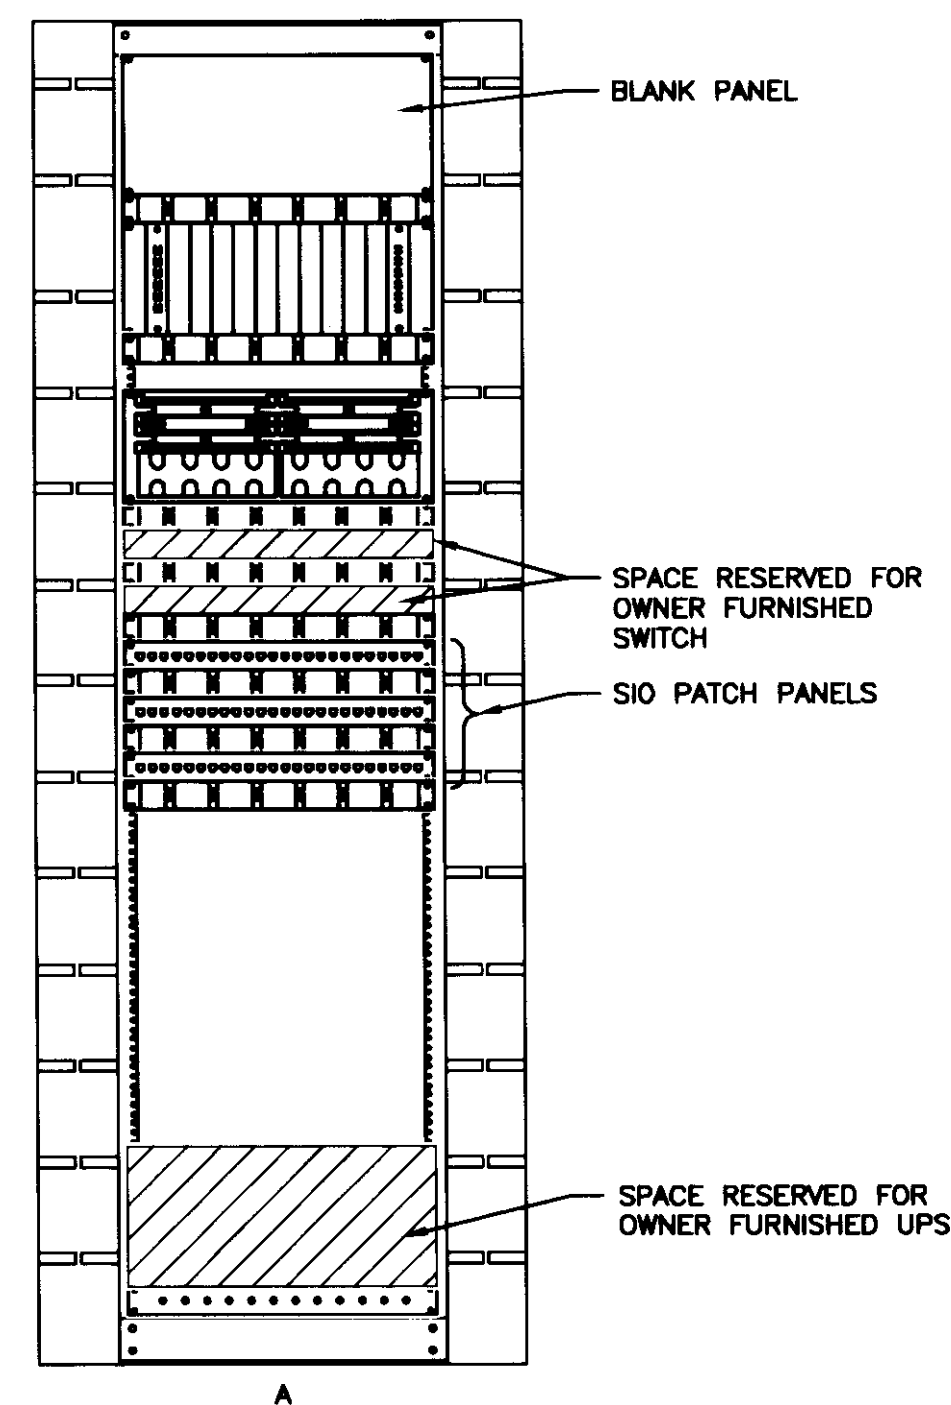 BLANK PANEL
SPACE RESERVED FOR
OWNER FURNISHED
SWITCH
SIO PATCH PANELS
SPACE RESERVED FOR
OWNER FURNISHED UPS
A